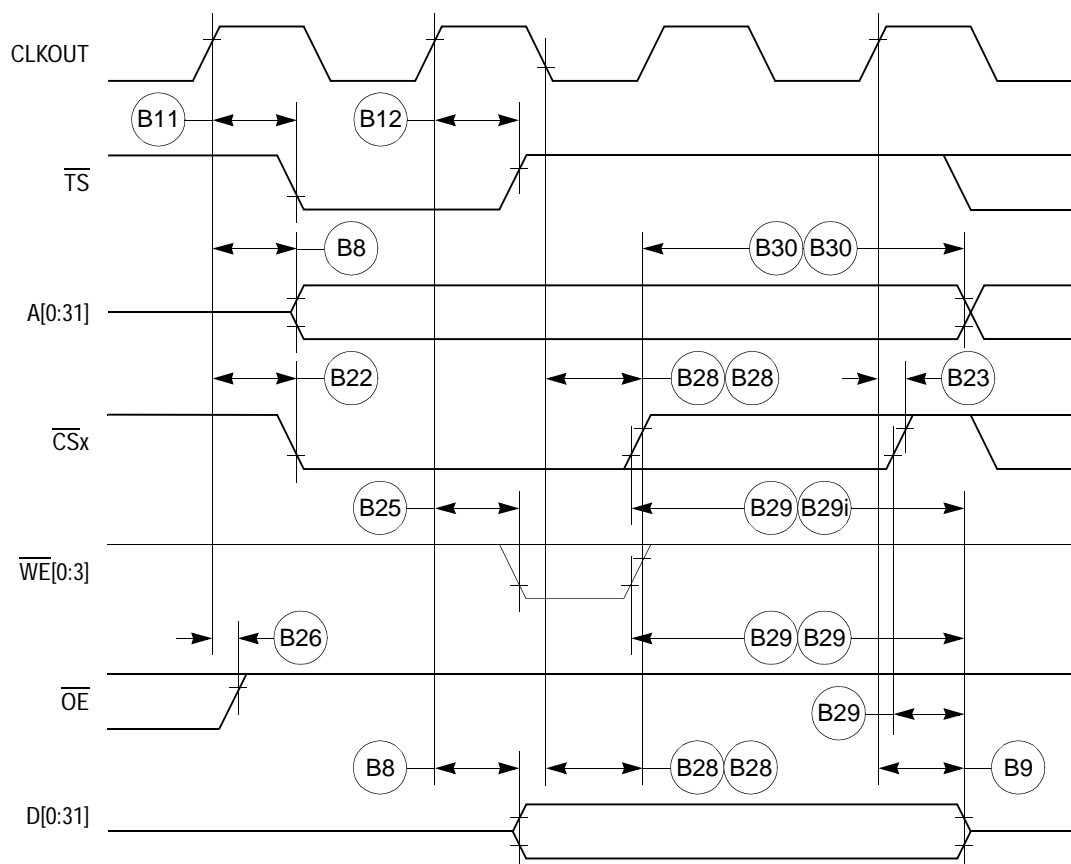 CLKOUT
B11 B12
TS
B8 B30 B30
A[0:31]
B22 B28 B28 B23
CSx
B25 B29 B29i
WE[0:3]
B26 B29 B29
OE
B29
B8 B28 B28 B9
D[0:31]